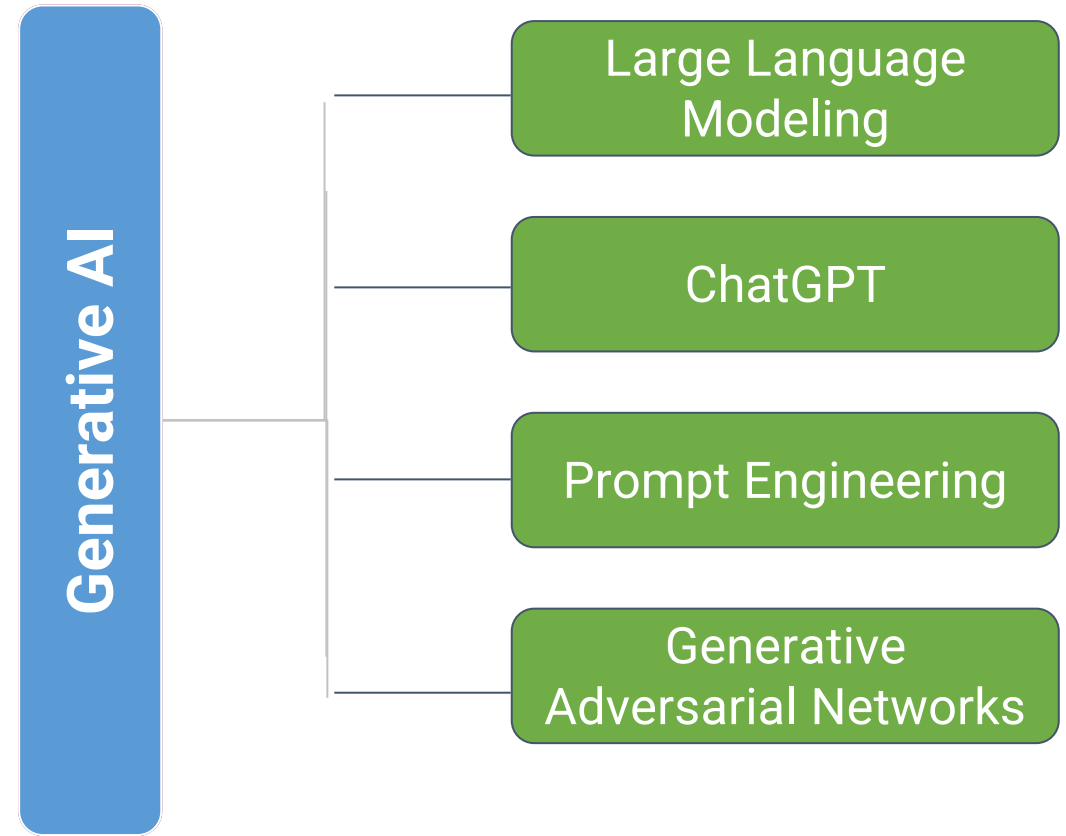 Generative AI
Large Language
Modeling
ChatGPT
Prompt Engineering
Generative
Adversarial Networks